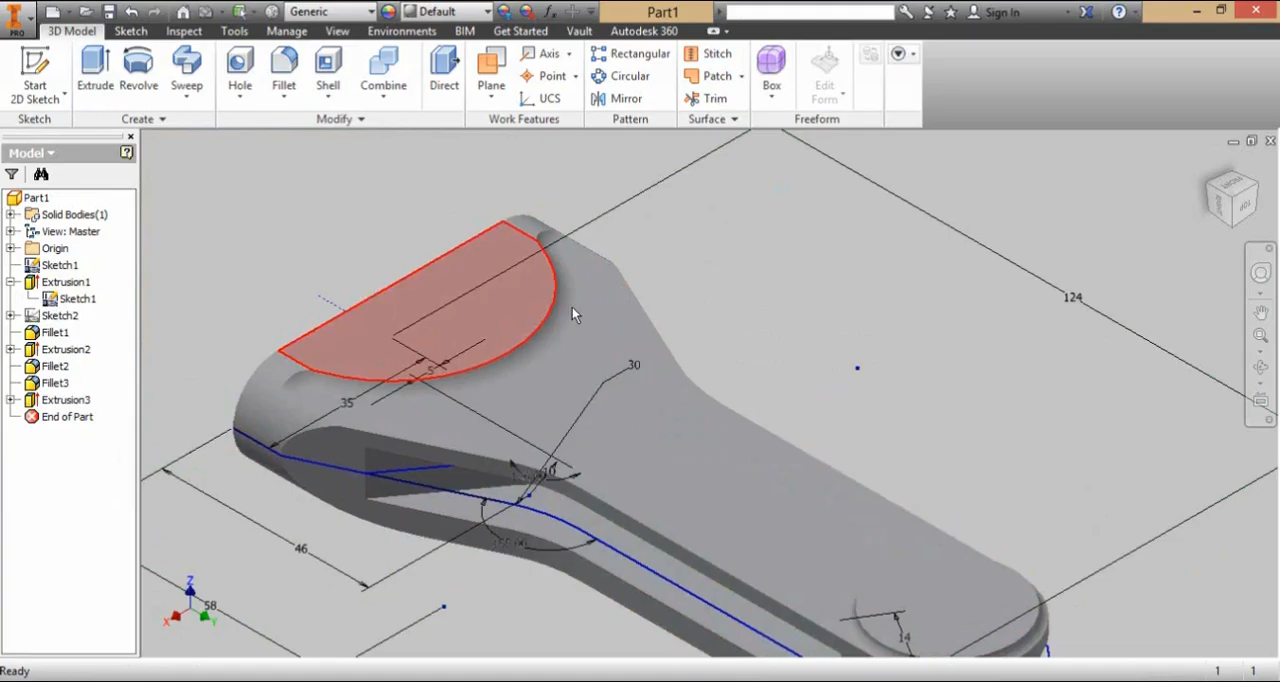 Generic
Default
Part1
Sign In
PRO
3D Model Sketch Inspect Tools Manage View Environments BIM Get Started Vault Autodesk 360
Start
2D Sketch
Extrude Revolve Sweep
Hole Fillet Shell Combine Direct
Plane
Axis
Point
UCS
Rectangular
Circular
Mirror
Stitch
Patch
Trim
Box
Edit
Form
Sketch Create Modify Work Features Pattern Surface Freeform
Model
Part1
Solid Bodies(1)
View: Master
Origin
Sketch1
Extrusion1
Sketch1
Sketch2
Fillet1
Extrusion2
Fillet2
Fillet3
Extrusion3
End of Part
124
30
5
35
10
46
58
14
Z
X
Y
Ready
1 1